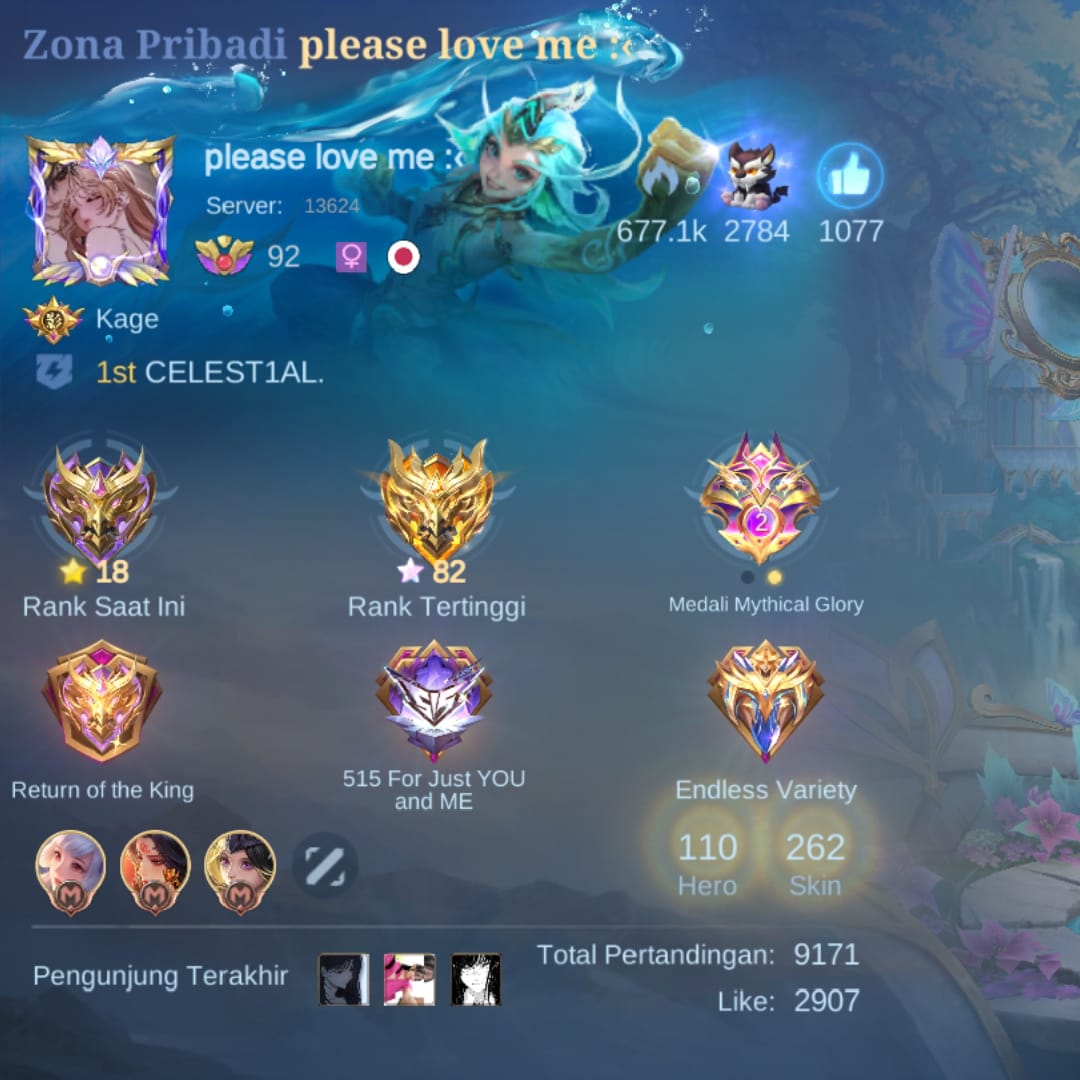 Zona Pribadi please love me :‹
please love me :‹
Server: 13624
92
677.1k 2784 1077
Kage
1st CELEST1AL.
18 82 2
Rank Saat Ini Rank Tertinggi Medali Mythical Glory
Return of the King 515 For Just YOU
and ME
Endless Variety
110 262
Hero Skin
M M M
Pengunjung Terakhir
Total Pertandingan: 9171
Like: 2907